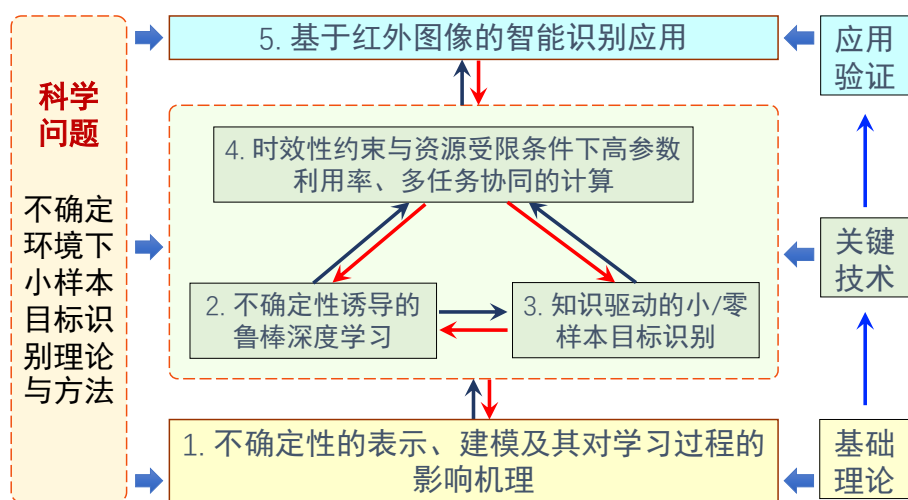 科学
问题
不确定
环境下
小样本
目标识
别理论
与方法
5. 基于红外图像的智能识别应用
4. 时效性约束与资源受限条件下高参数
利用率、多任务协同的计算
2. 不确定性诱导的
鲁棒深度学习
3. 知识驱动的小/零
样本目标识别
1. 不确定性的表示、建模及其对学习过程的
影响机理
应用
验证
关键
技术
基础
理论